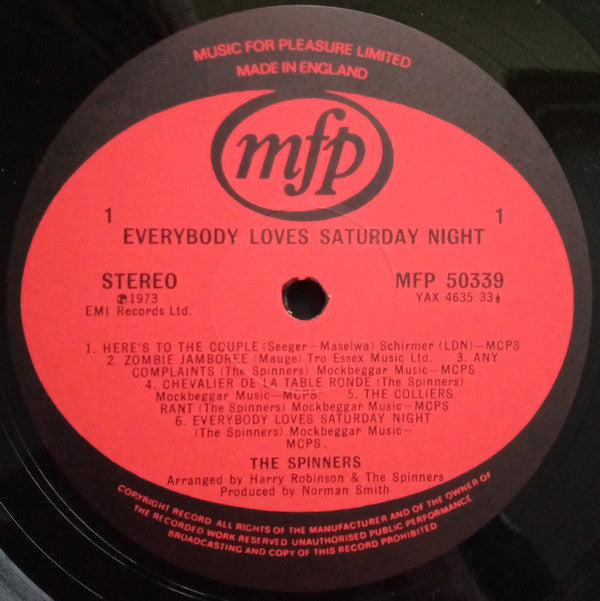 MUSIC FOR PLEASURE LIMITED
MADE IN ENGLAND
mfp
1 1
EVERYBODY LOVES SATURDAY NIGHT
STEREO MFP 50339
℗1973 YAX 4635 33⅓
EMI Records Ltd.
1. HERE'S TO THE COUPLE (Seeger-Maselwa) Schirmer (LDN)-MCPS
2. ZOMBIE JAMBOREE (Mauge) Tro Essex Music Ltd. 3. ANY
COMPLAINTS (The Spinners) Mockbeggar Music-MCPS
4. CHEVALIER DE LA TABLE RONDE (The Spinners)
Mockbeggar Music-MCPS. 5. THE COLLIERS
RANT (The Spinners) Mockbeggar Music-MCPS
6. EVERYBODY LOVES SATURDAY NIGHT
(The Spinners) Mockbeggar Music-
MCPS.
THE SPINNERS
Arranged by Harry Robinson & The Spinners
Produced by Norman Smith
COPYRIGHT RECORD ALL RIGHTS OF THE MANUFACTURER AND OF THE OWNER OF
THE RECORDED WORK RESERVED UNAUTHORISED PUBLIC PERFORMANCE
BROADCASTING AND COPY OF THIS RECORD PROHIBITED